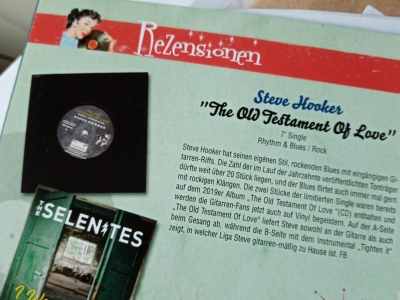 Rezensionen
Steve Hooker
"The Old Testament Of Love"
7" Single
Rhythm & Blues / Rock
Steve Hooker hat seinen eigenen Stil, rockenden Blues mit eingängigen Gi-
tarren-Riffs. Die Zahl der im Lauf der Jahrzehnte veröffentlichten Tonträger
dürfte weit über 20 Stück liegen, und der Blues flirtet auch immer mal gern
mit rockigen Klängen. Die zwei Stücke der limitierten Single waren bereits
auf dem 2019er Album „The Old Testament Of Love" (CD) enthalten und
werden die Gitarren-Fans jetzt auch auf Vinyl begeistern. Auf der A-Seite
„The Old Testament Of Love" liefert Steve sowohl an der Gitarre als auch
beim Gesang ab, während die B-Seite mit dem Instrumental „Tighten it"
zeigt, in welcher Liga Steve gitarren-mäßig zu Hause ist. FB
STEVE HOOKER
THE SELENITES